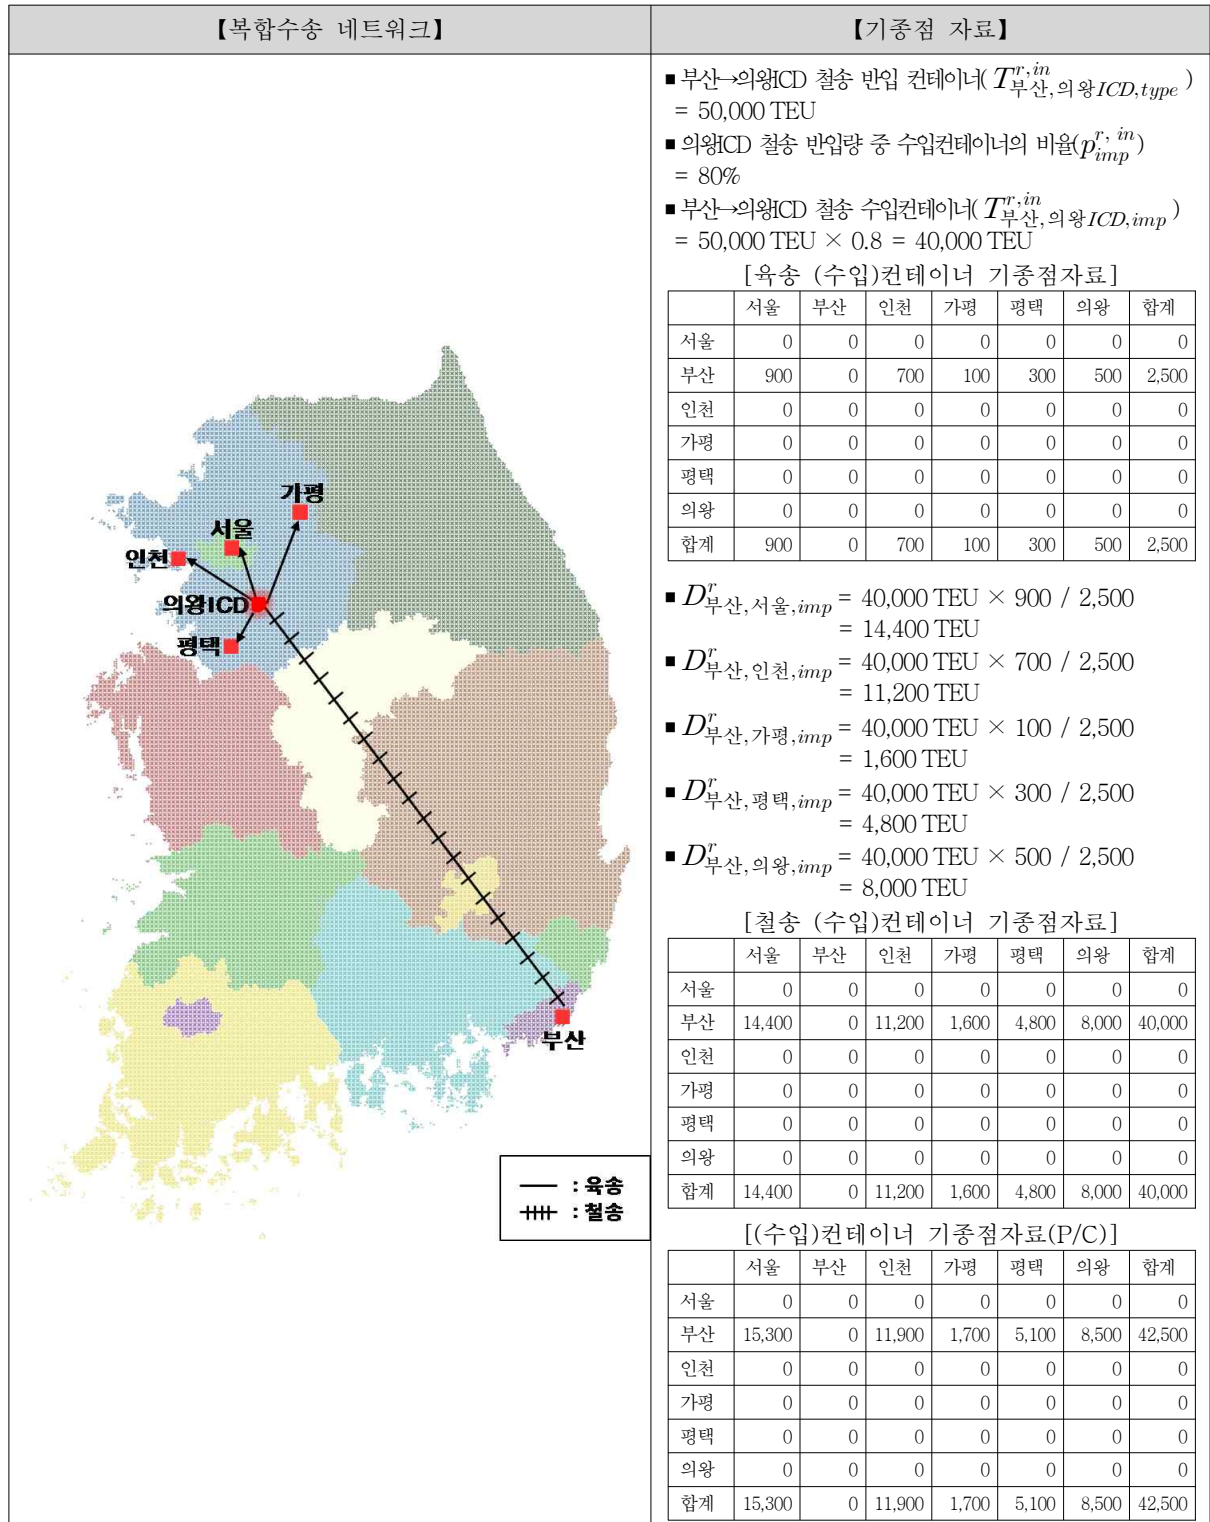 【복합수송 네트워크】
【기종점 자료】
가평
서울
인천
의왕ICD
평택
부산
: 육송
: 철송
■ 부산→의왕ICD 철송 반입 컨테이너( T^{r,in}_{부산,의왕ICD,type} )
= 50,000 TEU
■ 의왕ICD 철송 반입량 중 수입컨테이너의 비율(p^{r, in}_{imp})
= 80%
■ 부산→의왕ICD 철송 수입컨테이너( T^{r,in}_{부산,의왕ICD,imp} )
= 50,000 TEU × 0.8 = 40,000 TEU
[육송 (수입)컨테이너 기종점자료]
서울 부산 인천 가평 평택 의왕 합계
서울 0 0 0 0 0 0 0
부산 900 0 700 100 300 500 2,500
인천 0 0 0 0 0 0 0
가평 0 0 0 0 0 0 0
평택 0 0 0 0 0 0 0
의왕 0 0 0 0 0 0 0
합계 900 0 700 100 300 500 2,500
■ D^{r}_{부산,서울,imp} = 40,000 TEU × 900 / 2,500
= 14,400 TEU
■ D^{r}_{부산,인천,imp} = 40,000 TEU × 700 / 2,500
= 11,200 TEU
■ D^{r}_{부산,가평,imp} = 40,000 TEU × 100 / 2,500
= 1,600 TEU
■ D^{r}_{부산,평택,imp} = 40,000 TEU × 300 / 2,500
= 4,800 TEU
■ D^{r}_{부산,의왕,imp} = 40,000 TEU × 500 / 2,500
= 8,000 TEU
[철송 (수입)컨테이너 기종점자료]
서울 부산 인천 가평 평택 의왕 합계
서울 0 0 0 0 0 0 0
부산 14,400 0 11,200 1,600 4,800 8,000 40,000
인천 0 0 0 0 0 0 0
가평 0 0 0 0 0 0 0
평택 0 0 0 0 0 0 0
의왕 0 0 0 0 0 0 0
합계 14,400 0 11,200 1,600 4,800 8,000 40,000
[(수입)컨테이너 기종점자료(P/C)]
서울 부산 인천 가평 평택 의왕 합계
서울 0 0 0 0 0 0 0
부산 15,300 0 11,900 1,700 5,100 8,500 42,500
인천 0 0 0 0 0 0 0
가평 0 0 0 0 0 0 0
평택 0 0 0 0 0 0 0
의왕 0 0 0 0 0 0 0
합계 15,300 0 11,900 1,700 5,100 8,500 42,500